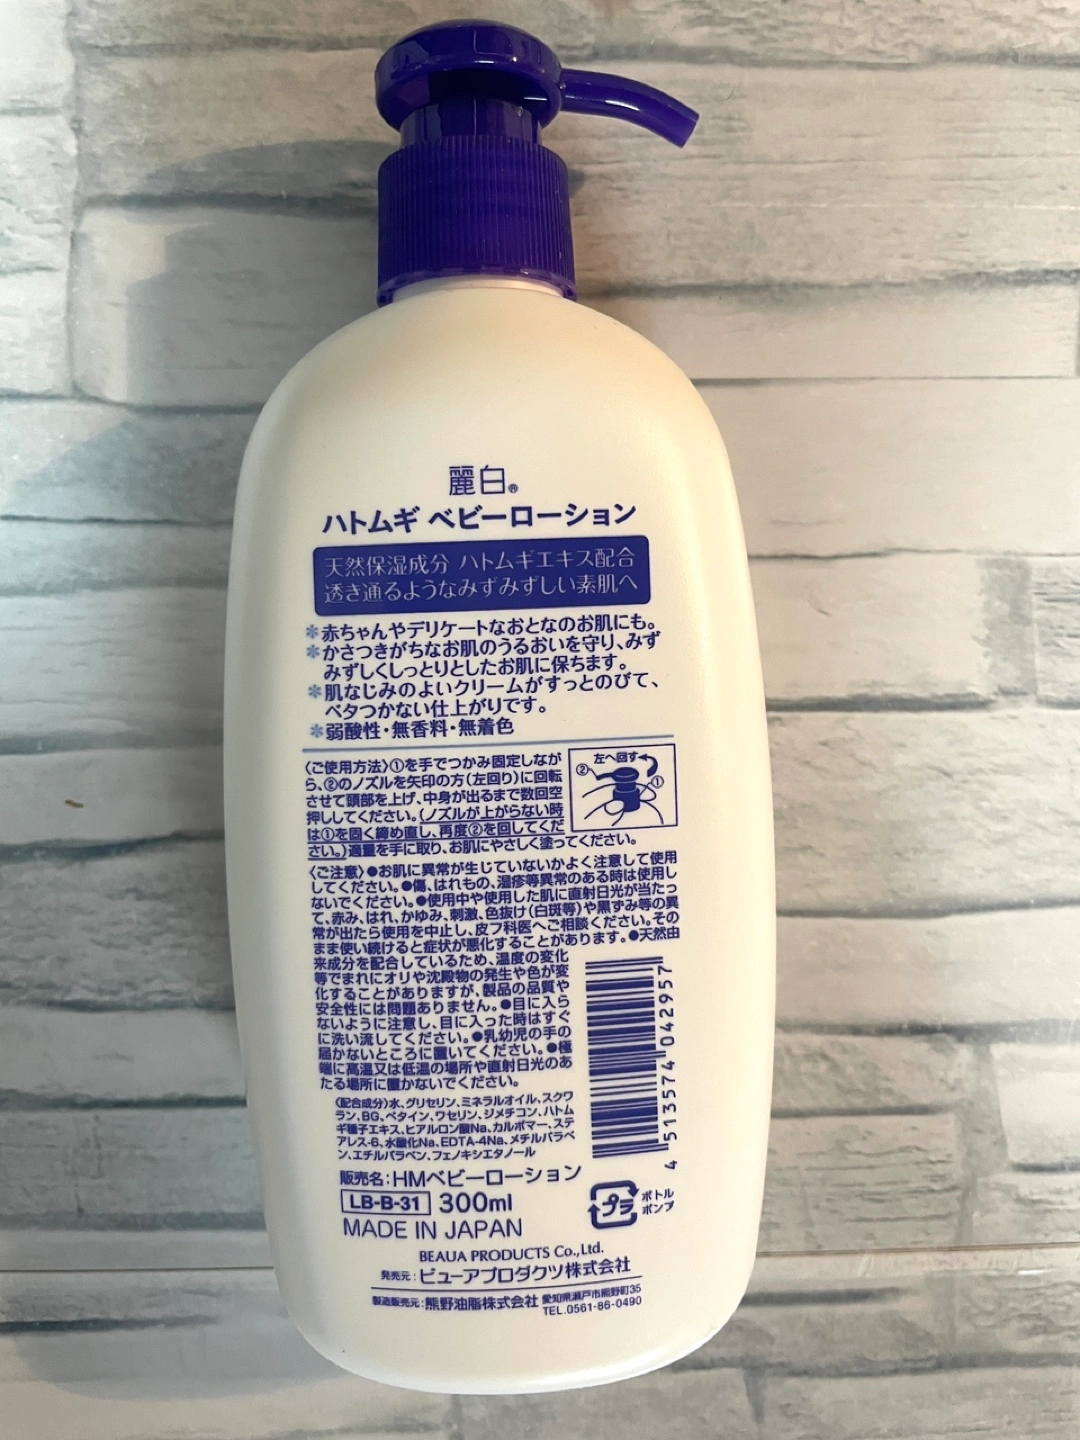 麗白®
ハトムギ ベビーローション
天然保湿成分 ハトムギエキス配合
透き通るようなみずみずしい素肌へ
＊赤ちゃんやデリケートなおとなのお肌にも。
＊かさつきがちなお肌のうるおいを守り、みず
みずしくしっとりとしたお肌に保ちます。
＊肌なじみのよいクリームがすっとのびて、
ベタつかない仕上がりです。
＊弱酸性・無香料・無着色
〈ご使用方法〉①を手でつかみ固定しなが
ら、②のノズルを矢印の方(左回り)に回転
させて頭部を上げ、中身が出るまで数回空
押ししてください。(ノズルが上がらない時
は①を固く締め直し、再度②を回してくだ
さい。)適量を手に取り、お肌にやさしく塗ってください。
左へ回す
②
①
〈ご注意〉●お肌に異常が生じていないかよく注意して使用
してください。●傷、はれもの、湿疹等異常のある時は使用し
ないでください。●使用中や使用した肌に直射日光が当たっ
て、赤み、はれ、かゆみ、刺激、色抜け(白斑等)や黒ずみ等の異
常が出たら使用を中止し、皮フ科医へご相談ください。その
まま使い続けると症状が悪化することがあります。●天然由
来成分を配合しているため、温度の変化
等でまれにオリや沈殿物の発生や色が変
化することがありますが、製品の品質や
安全性には問題ありません。●目に入ら
ないように注意し、目に入った時はすぐ
に洗い流してください。●乳幼児の手の
届かないところに置いてください。●極
端に高温又は低温の場所や直射日光のあ
たる場所に置かないでください。
〈配合成分〉水、グリセリン、ミネラルオイル、スクワ
ラン、BG、ベタイン、ワセリン、ジメチコン、ハトム
ギ種子エキス、ヒアルロン酸Na、カルボマー、ステ
アレス-6、水酸化Na、EDTA-4Na、メチルパラベ
ン、エチルパラベン、フェノキシエタノール
4 513574 042957
販売名：HMベビーローション
LB-B-31 300ml
MADE IN JAPAN
プラ
ボトル
ポンプ
BEAUA PRODUCTS Co.,Ltd.
発売元：ビューアプロダクツ株式会社
製造販売元：熊野油脂株式会社 愛知県瀬戸市熊野町35
TEL.0561-86-0490